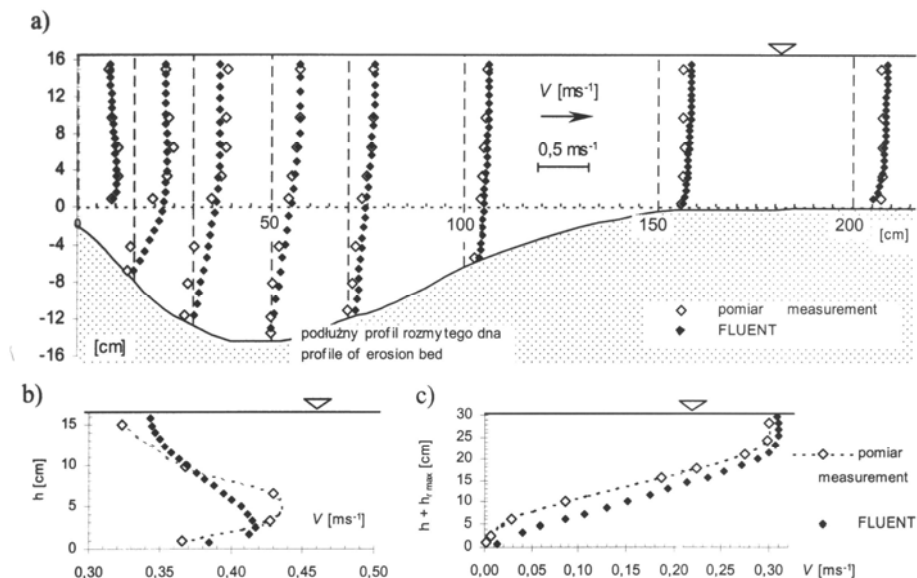 a)
16
12
8
4
0
-4
-8
-12
-16
[cm]
V [ms⁻¹]
0,5 ms⁻¹
0
50
100
150
200
[cm]
pomiar measurement
FLUENT
podłużny profil rozmytego dna
profile of erosion bed
b)
h [cm]
15
10
5
0
V [ms⁻¹]
0,30 0,35 0,40 0,45 0,50
c)
h + hr max [cm]
30
25
20
15
10
5
0
0,00 0,05 0,10 0,15 0,20 0,25 0,30
V [ms⁻¹]
pomiar
measurement
FLUENT